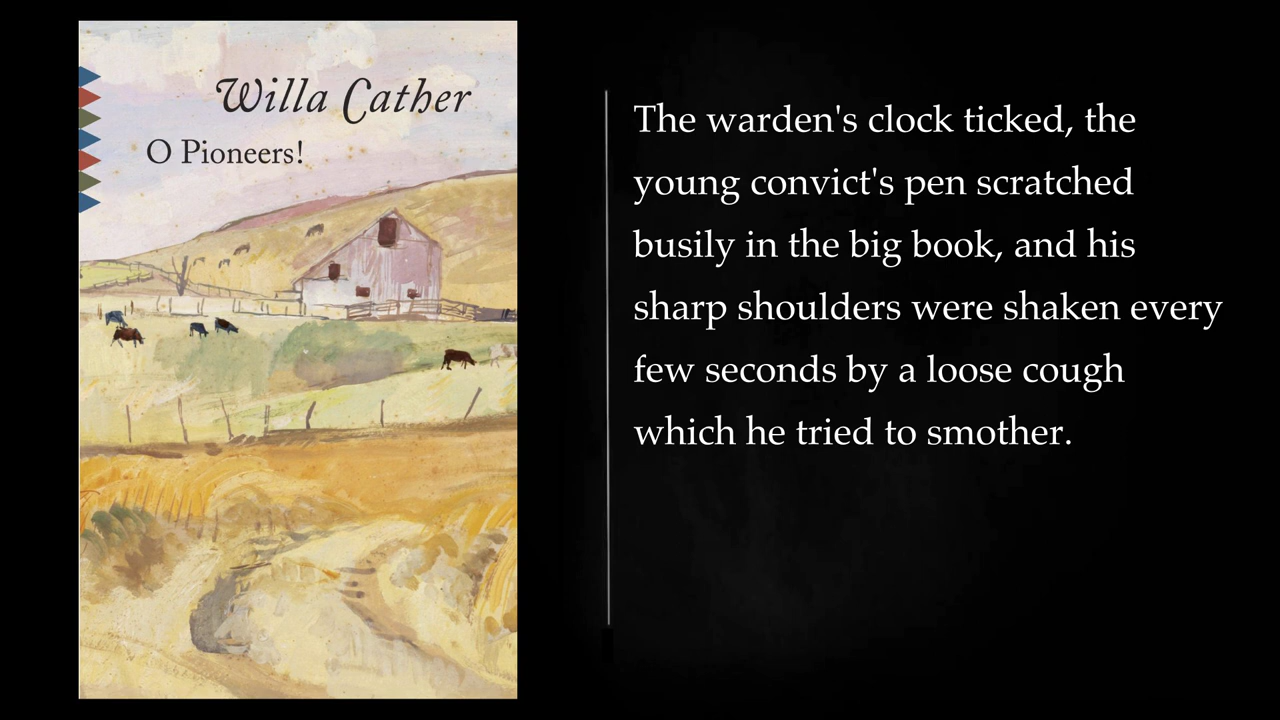 Willa Cather
O Pioneers!
The warden's clock ticked, the
young convict's pen scratched
busily in the big book, and his
sharp shoulders were shaken every
few seconds by a loose cough
which he tried to smother.